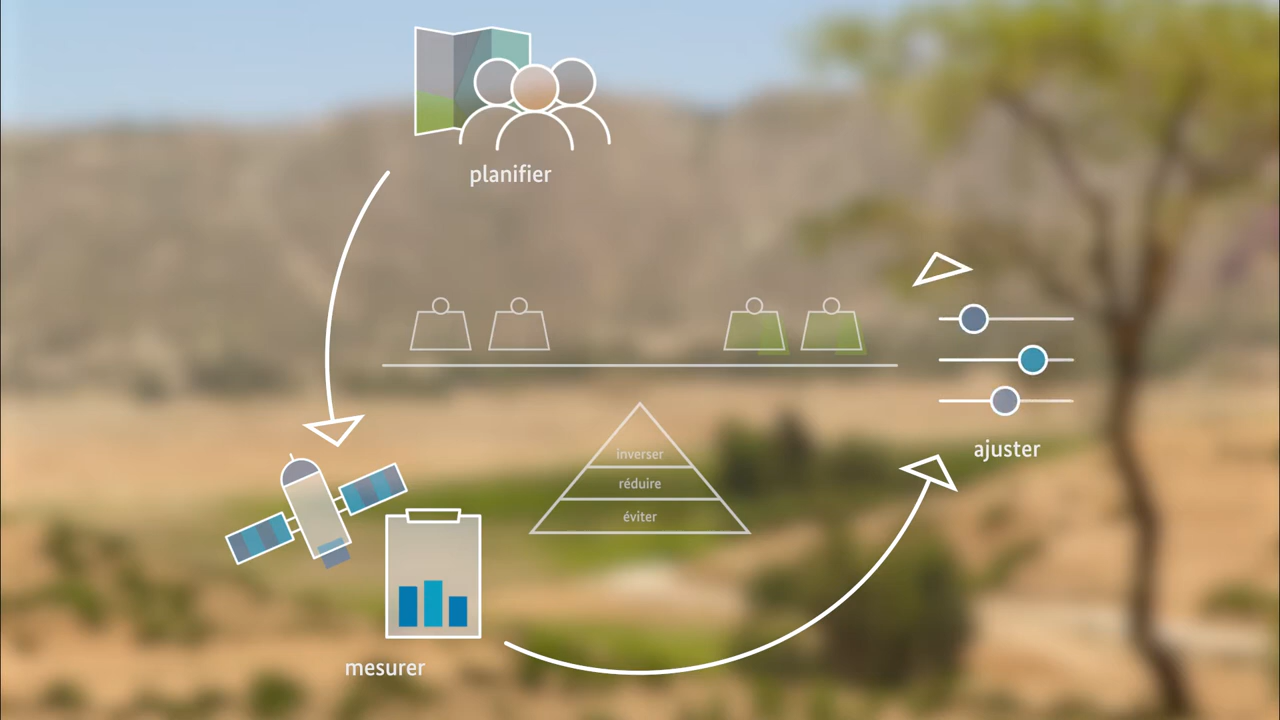 planifier
inverser
réduire
éviter
ajuster
mesurer